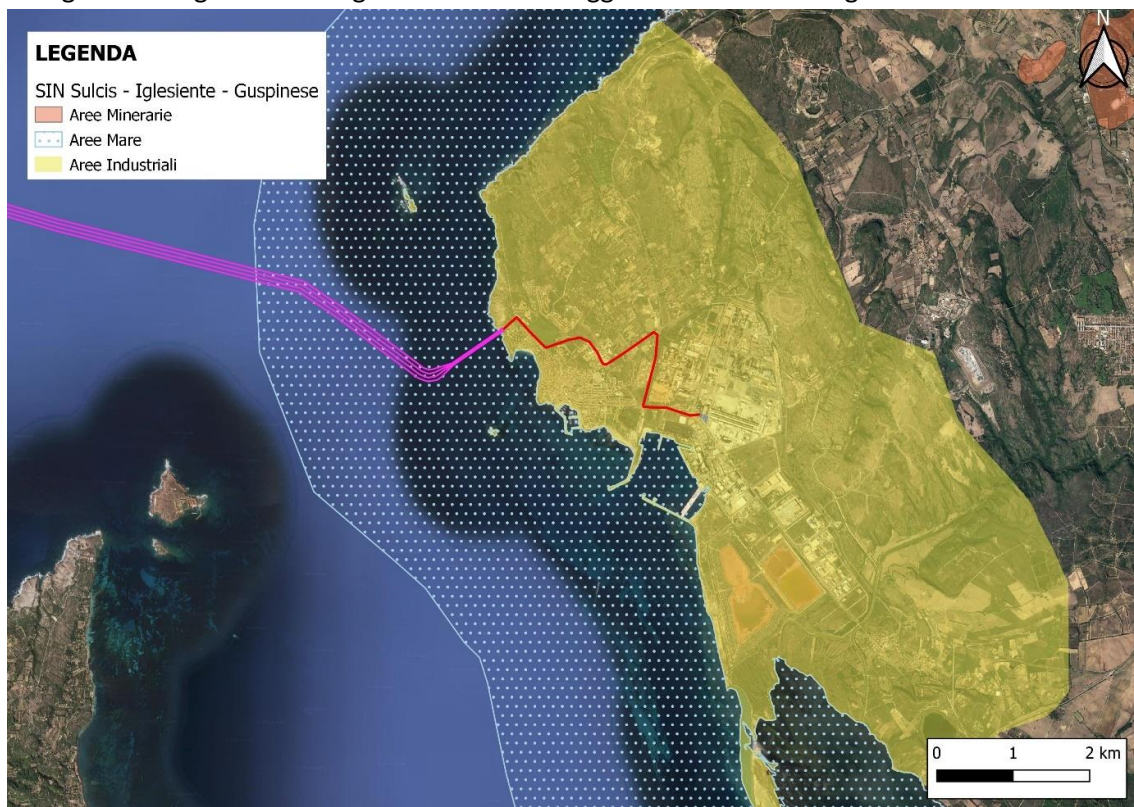 LEGENDA
SIN Sulcis - Iglesiente - Guspinese
Aree Minerarie
Aree Mare
Aree Industriali
N
0 1 2 km